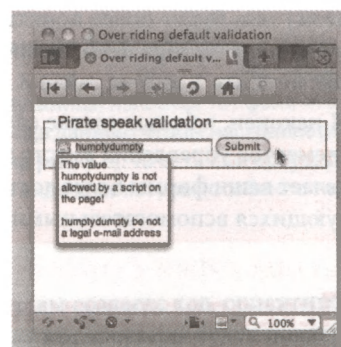 Over riding default validation
Over riding default v...
Pirate speak validation
humptydumpty
Submit
The value
humptydumpty is not
allowed by a script on
the page!
humptydumpty be not
a legal e-mail address
100%